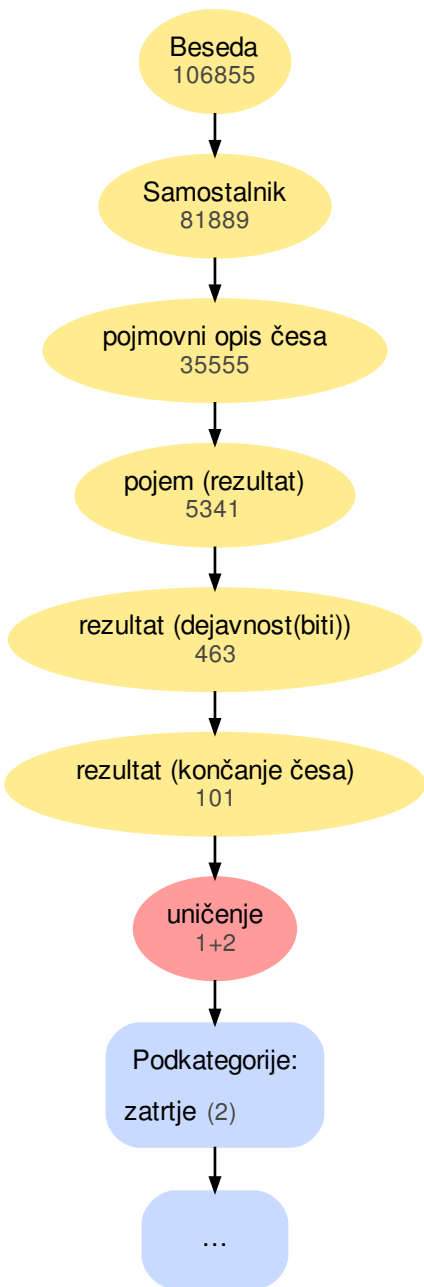 Beseda
106855
Samostalnik
81889
pojmovni opis česa
35555
pojem (rezultat)
5341
rezultat (dejavnost(biti))
463
rezultat (končanje česa)
101
uničenje
1+2
Podkategorije:
zatrtje (2)
...